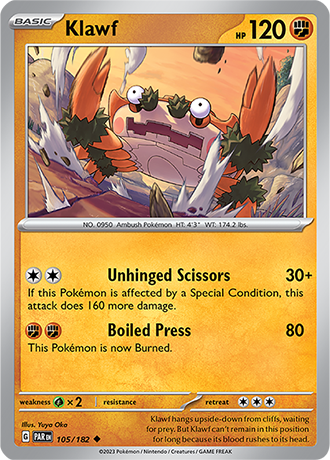 BASIC
Klawf
HP 120
NO. 0950 Ambush Pokémon HT: 4'3" WT: 174.2 lbs.
Unhinged Scissors 30+
If this Pokémon is affected by a Special Condition, this
attack does 160 more damage.
Boiled Press 80
This Pokémon is now Burned.
weakness ×2 resistance retreat
Illus. Yuya Oka
G PAR EN 105/182
Klawf hangs upside-down from cliffs, waiting
for prey. But Klawf can't remain in this position
for long because its blood rushes to its head.
©2023 Pokémon / Nintendo / Creatures / GAME FREAK